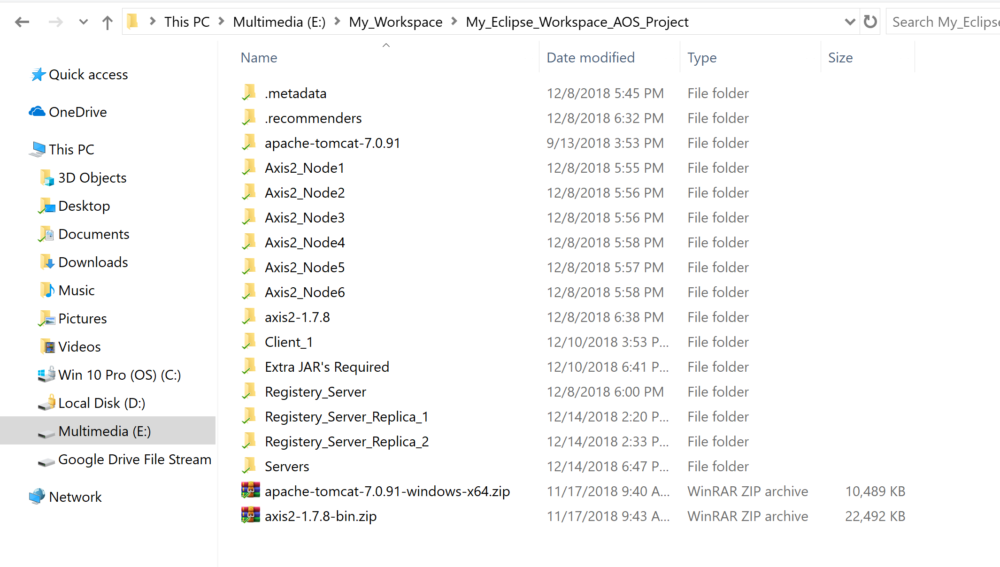 This PC > Multimedia (E:) > My_Workspace > My_Eclipse_Workspace_AOS_Project
Search My_Eclipse
Name Date modified Type Size
Quick access
OneDrive
This PC
3D Objects
Desktop
Documents
Downloads
Music
Pictures
Videos
Win 10 Pro (OS) (C:)
Local Disk (D:)
Multimedia (E:)
Google Drive File Stream
Network
.metadata 12/8/2018 5:45 PM File folder
.recommenders 12/8/2018 6:32 PM File folder
apache-tomcat-7.0.91 9/13/2018 3:53 PM File folder
Axis2_Node1 12/8/2018 5:55 PM File folder
Axis2_Node2 12/8/2018 5:56 PM File folder
Axis2_Node3 12/8/2018 5:56 PM File folder
Axis2_Node4 12/8/2018 5:58 PM File folder
Axis2_Node5 12/8/2018 5:57 PM File folder
Axis2_Node6 12/8/2018 5:58 PM File folder
axis2-1.7.8 12/8/2018 6:38 PM File folder
Client_1 12/10/2018 3:53 P... File folder
Extra JAR's Required 12/10/2018 6:41 P... File folder
Registery_Server 12/8/2018 6:00 PM File folder
Registery_Server_Replica_1 12/14/2018 2:20 P... File folder
Registery_Server_Replica_2 12/14/2018 2:33 P... File folder
Servers 12/14/2018 6:47 P... File folder
apache-tomcat-7.0.91-windows-x64.zip 11/17/2018 9:40 A... WinRAR ZIP archive 10,489 KB
axis2-1.7.8-bin.zip 11/17/2018 9:43 A... WinRAR ZIP archive 22,492 KB